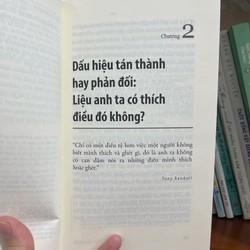 Chương 2
Dấu hiệu tán thành
hay phản đối:
Liệu anh ta có thích
điều đó không?
"Chỉ có một điều tệ hơn việc một người không
biết mình thích và ghét gì, đó là anh ta không
có can đảm nói ra những điều mình thích
hoặc ghét."
Tony Randall